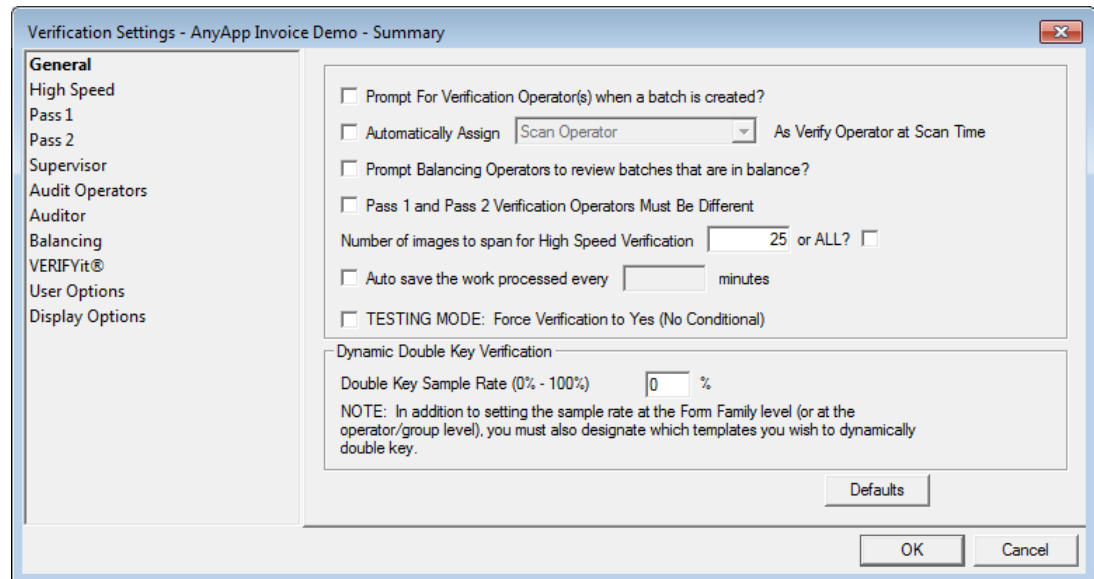 Verification Settings - AnyApp Invoice Demo - Summary
General
High Speed
Pass 1
Pass 2
Supervisor
Audit Operators
Auditor
Balancing
VERIFYit®
User Options
Display Options
Prompt For Verification Operator(s) when a batch is created?
Automatically Assign Scan Operator As Verify Operator at Scan Time
Prompt Balancing Operators to review batches that are in balance?
Pass 1 and Pass 2 Verification Operators Must Be Different
Number of images to span for High Speed Verification 25 or ALL?
Auto save the work processed every minutes
TESTING MODE: Force Verification to Yes (No Conditional)
Dynamic Double Key Verification
Double Key Sample Rate (0% - 100%) 0 %
NOTE: In addition to setting the sample rate at the Form Family level (or at the
operator/group level), you must also designate which templates you wish to dynamically
double key.
Defaults
OK Cancel